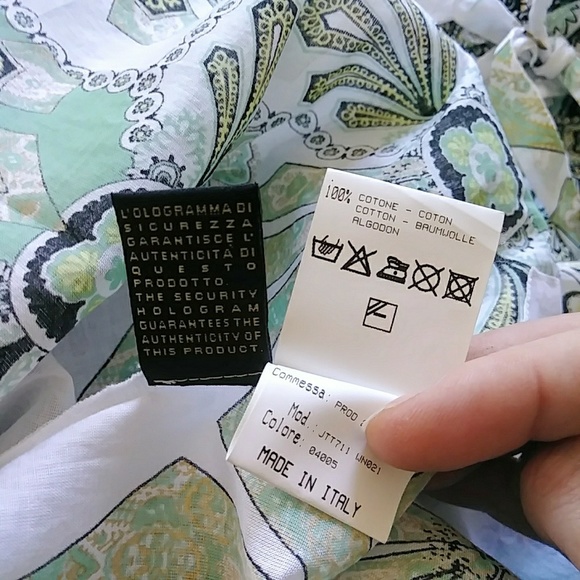 L'OLOGRAMMA DI
SICUREZZA
GARANTISCE L'
AUTENTICITÀ DI
QUESTO
PRODOTTO.
THE SECURITY
HOLOGRAM
GUARANTEES THE
AUTHENTICITY OF
THIS PRODUCT.
100% COTONE - COTON
COTTON - BAUMWOLLE
ALGODON
Commessa: PROD
Mod.: JTT711 WN021
Colore: 04005
MADE IN ITALY